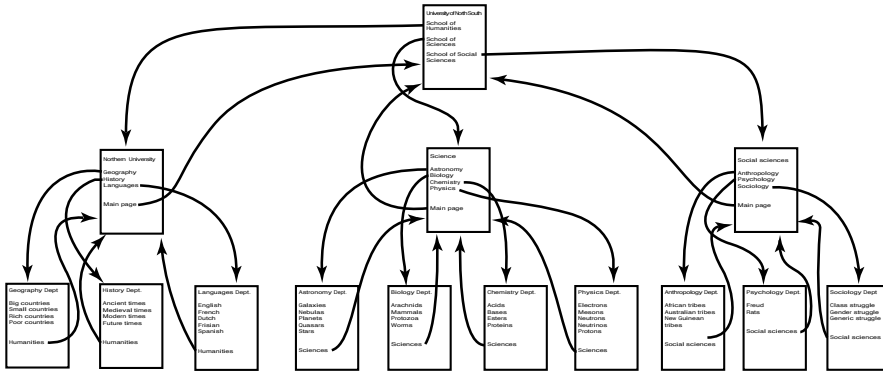 University of North South
School of
Humanities
School of
Sciences
School of Social
Sciences
Northern University
Geography
History
Languages
Main page
Science
Astronomy
Biology
Chemistry
Physics
Main page
Social sciences
Anthropology
Psychology
Sociology
Main page
Geography Dept
Big countries
Small countries
Rich countries
Poor countries
Humanities
History Dept.
Ancient times
Medieval times
Modern times
Future times
Humanities
Languages Dept.
English
French
Dutch
Frisian
Spanish
Humanities
Astronomy Dept.
Galaxies
Nebulas
Planets
Quasars
Stars
Sciences
Biology Dept.
Arachnids
Mammals
Protozoa
Worms
Sciences
Chemistry Dept.
Acids
Bases
Esters
Proteins
Sciences
Physics Dept.
Electrons
Mesons
Neutrons
Neutrinos
Protons
Sciences
Anthropology Dept.
African tribes
Australian tribes
New Guinean
tribes
Social sciences
Psychology Dept.
Freud
Rats
Social sciences
Sociology Dept.
Class struggle
Gender struggle
Generic struggle
Social sciences